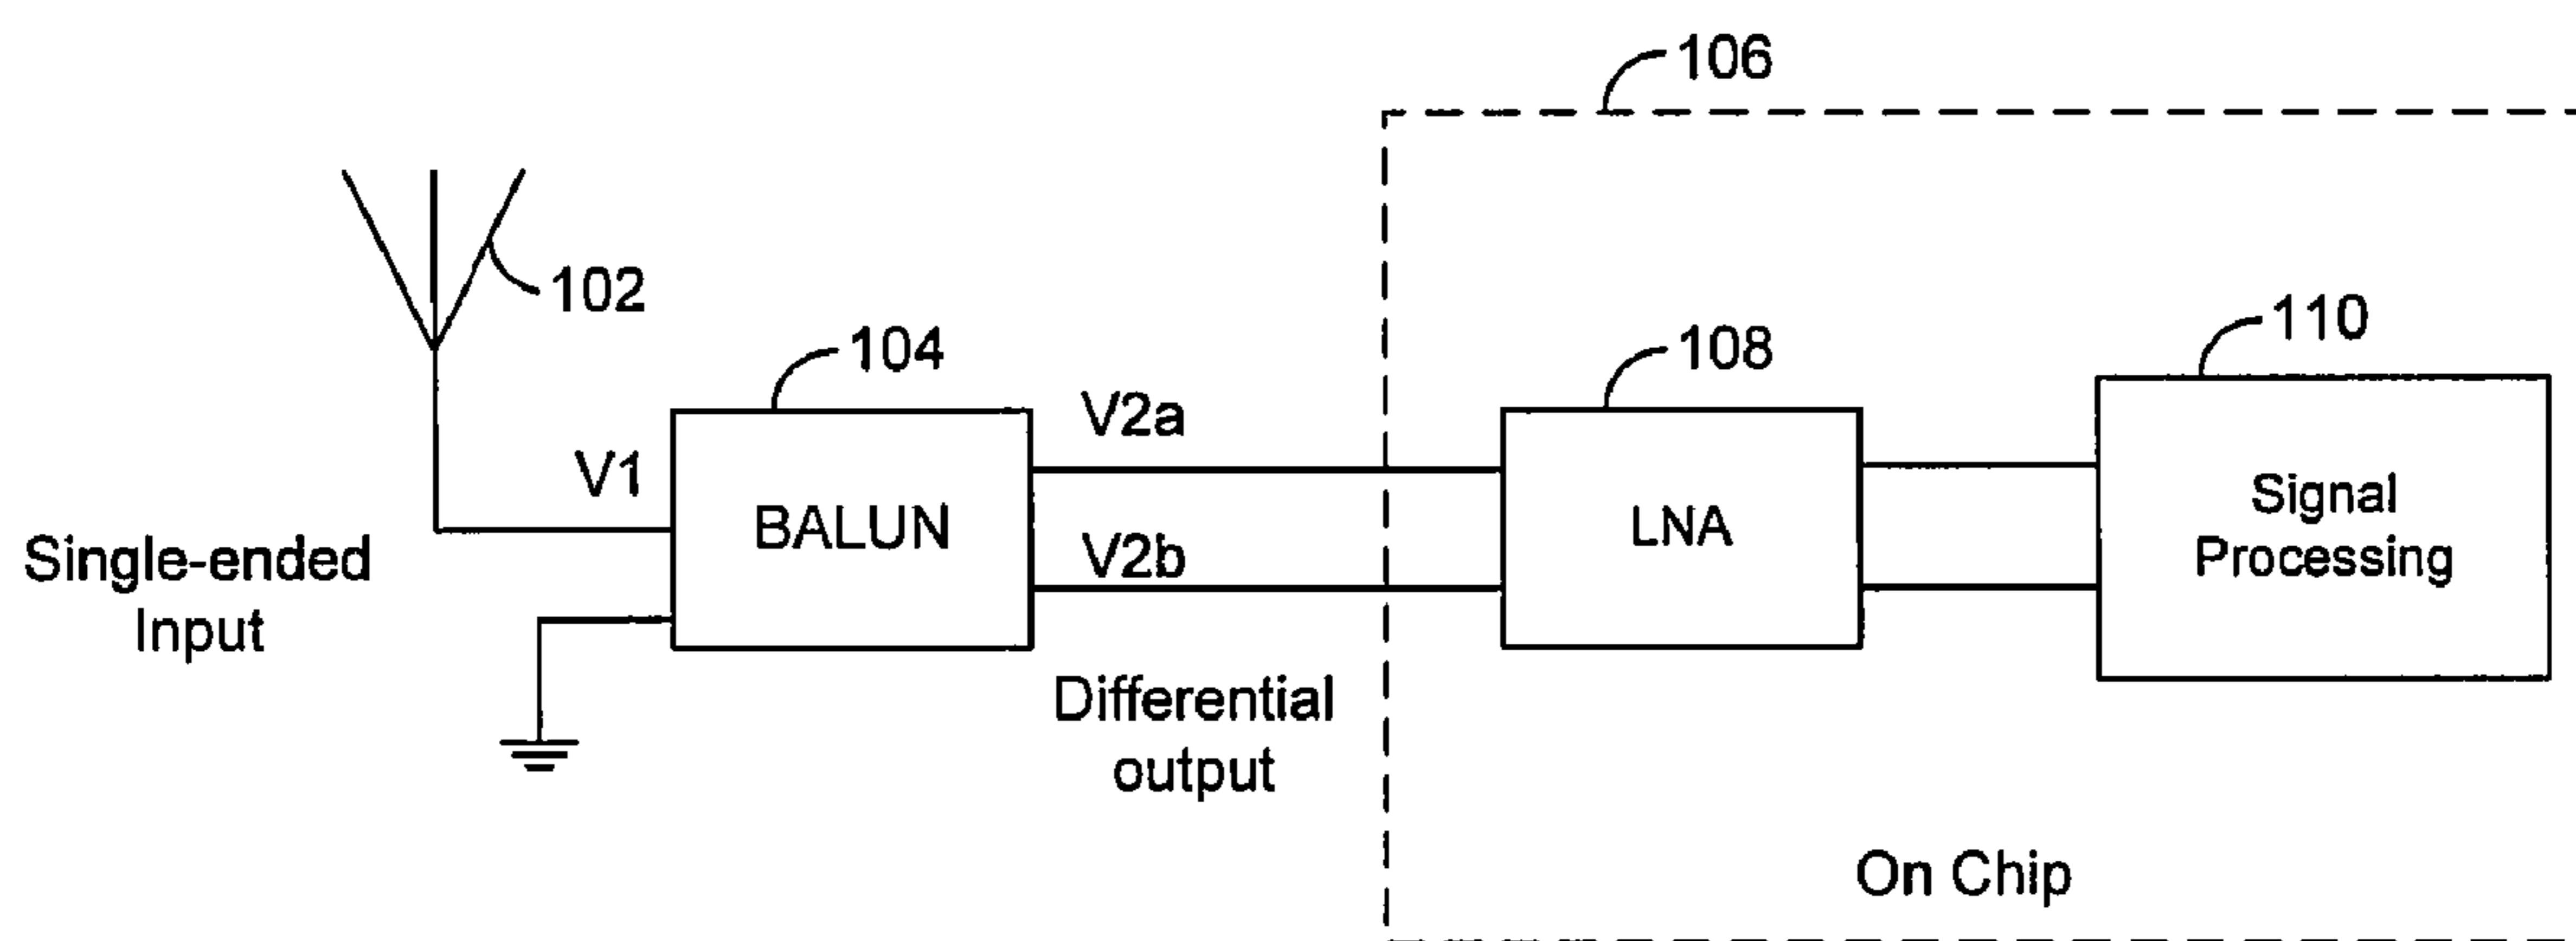 106
102
104
108
110
V2a
V1
BALUN
LNA
Signal
Processing
V2b
Single-ended
Input
Differential
output
On Chip